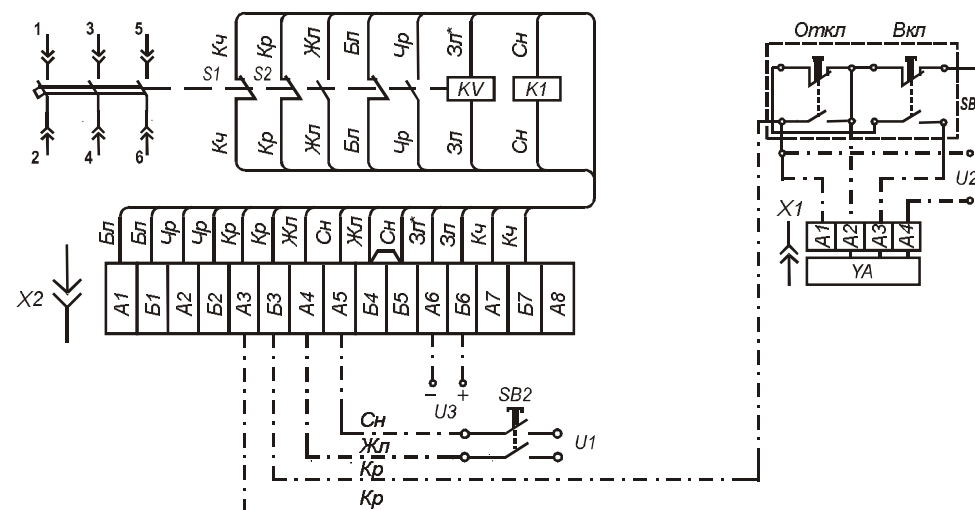 1 3 5
2 4 6
S1 S2
Кч Кр Жл Бл Чр Зл* Сн
KV K1
Кч Кр Жл Бл Чр Зл Сн
Откл Вкл
SB
U2
X1
А1 А2 А3 А4
YA
Бл Бл Чр Чр Кр Кр Жл Сн Жл Сн Зл* Зл Кч Кч
X2
А1 Б1 А2 Б2 А3 Б3 А4 А5 Б4 Б5 А6 Б6 А7 Б7 А8
– +
U3
SB2
Сн
U1
Жл
Кр
Кр